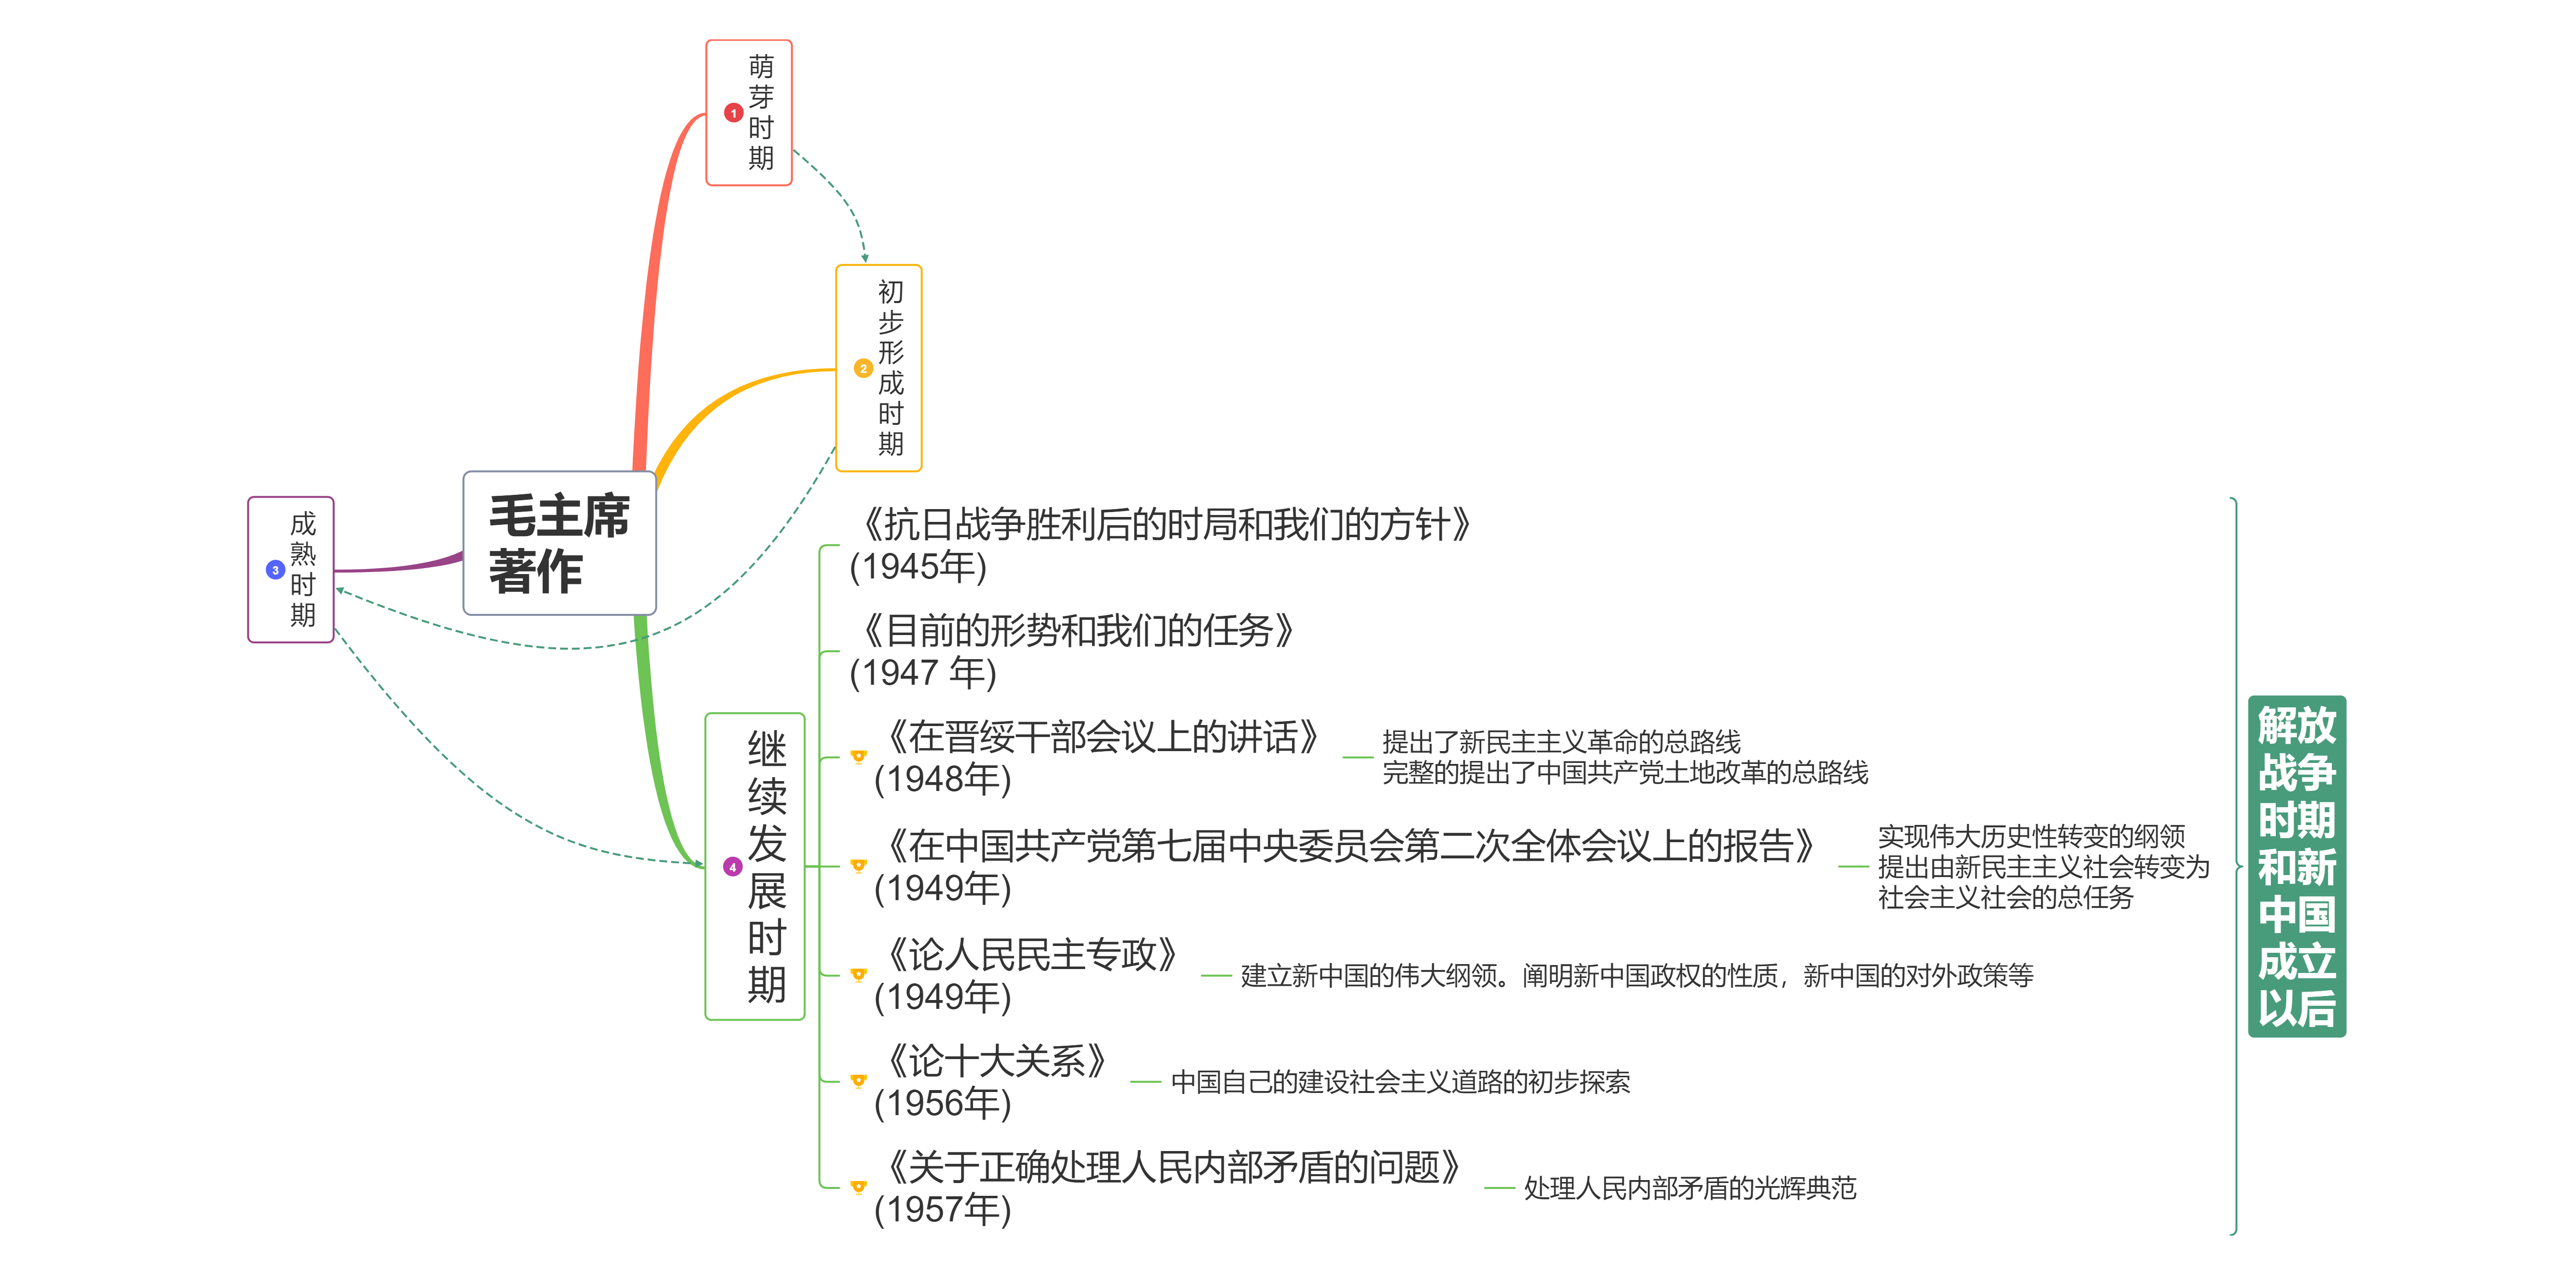 毛主席
著作
1
萌芽时期
2
初步形成时期
3
成熟时期
4
继续发展时期
《抗日战争胜利后的时局和我们的方针》
(1945年)
《目前的形势和我们的任务》
(1947 年)
《在晋绥干部会议上的讲话》
(1948年)
提出了新民主主义革命的总路线
完整的提出了中国共产党土地改革的总路线
《在中国共产党第七届中央委员会第二次全体会议上的报告》
(1949年)
实现伟大历史性转变的纲领
提出由新民主主义社会转变为
社会主义社会的总任务
《论人民民主专政》
(1949年)
建立新中国的伟大纲领。阐明新中国政权的性质，新中国的对外政策等
《论十大关系》
(1956年)
中国自己的建设社会主义道路的初步探索
《关于正确处理人民内部矛盾的问题》
(1957年)
处理人民内部矛盾的光辉典范
解放
战争
时期
和新
中国
成立
以后